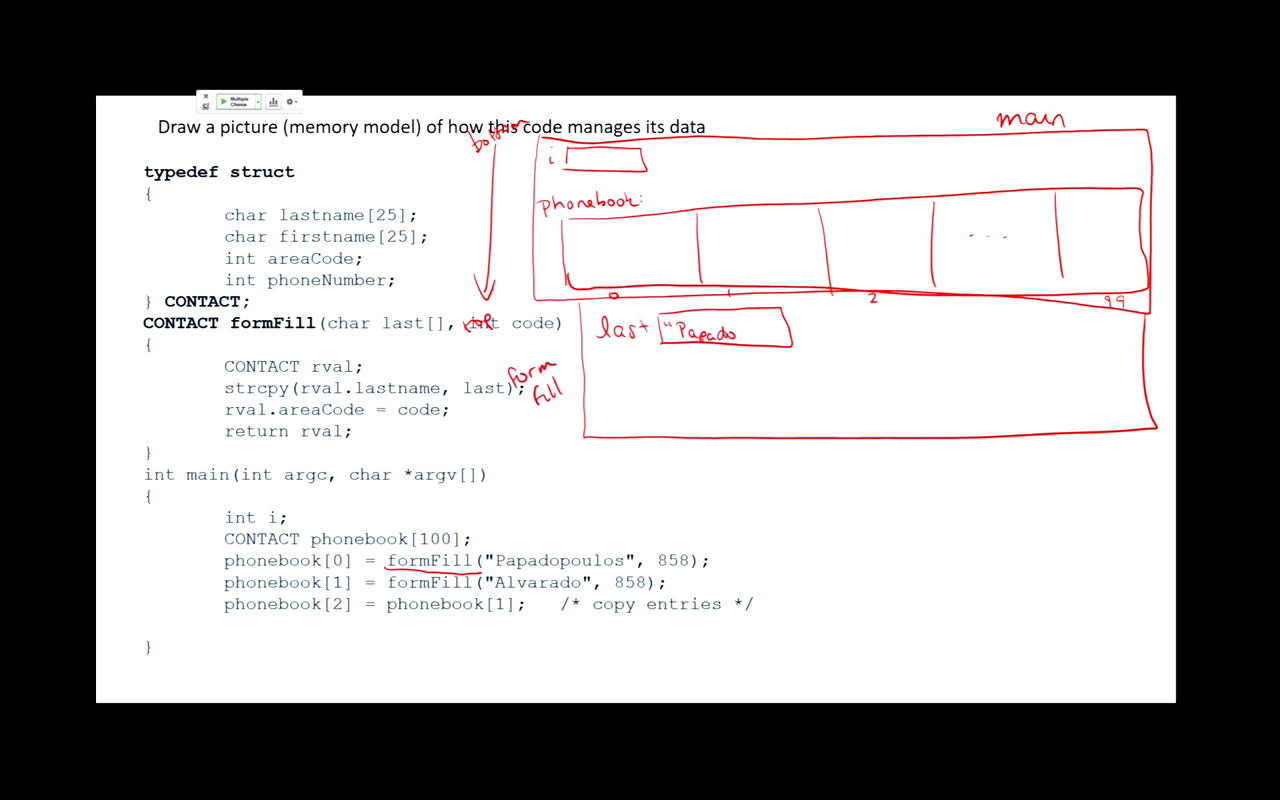 Multiple
Choice
Draw a picture (memory model) of how this code manages its data
main
bottom
i
typedef struct
{
phonebook:
char lastname[25];
char firstname[25];
...
int areaCode;
int phoneNumber;
} CONTACT;
0 1 2 99
CONTACT formFill(char last[], int code)
top
last "Papado
{
CONTACT rval;
form
fill
strcpy(rval.lastname, last);
rval.areaCode = code;
return rval;
}
int main(int argc, char *argv[])
{
int i;
CONTACT phonebook[100];
phonebook[0] = formFill("Papadopoulos", 858);
phonebook[1] = formFill("Alvarado", 858);
phonebook[2] = phonebook[1]; /* copy entries */
}